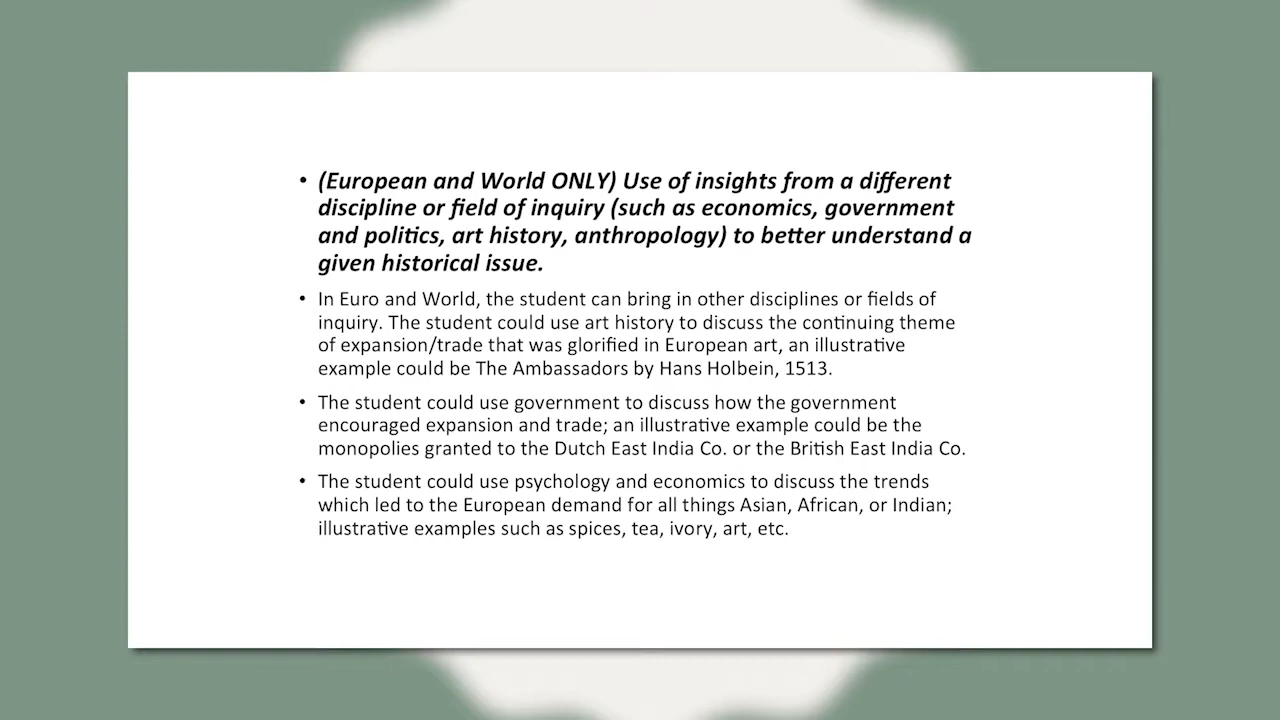 • (European and World ONLY) Use of insights from a different
discipline or field of inquiry (such as economics, government
and politics, art history, anthropology) to better understand a
given historical issue.
• In Euro and World, the student can bring in other disciplines or fields of
inquiry. The student could use art history to discuss the continuing theme
of expansion/trade that was glorified in European art, an illustrative
example could be The Ambassadors by Hans Holbein, 1513.
• The student could use government to discuss how the government
encouraged expansion and trade; an illustrative example could be the
monopolies granted to the Dutch East India Co. or the British East India Co.
• The student could use psychology and economics to discuss the trends
which led to the European demand for all things Asian, African, or Indian;
illustrative examples such as spices, tea, ivory, art, etc.